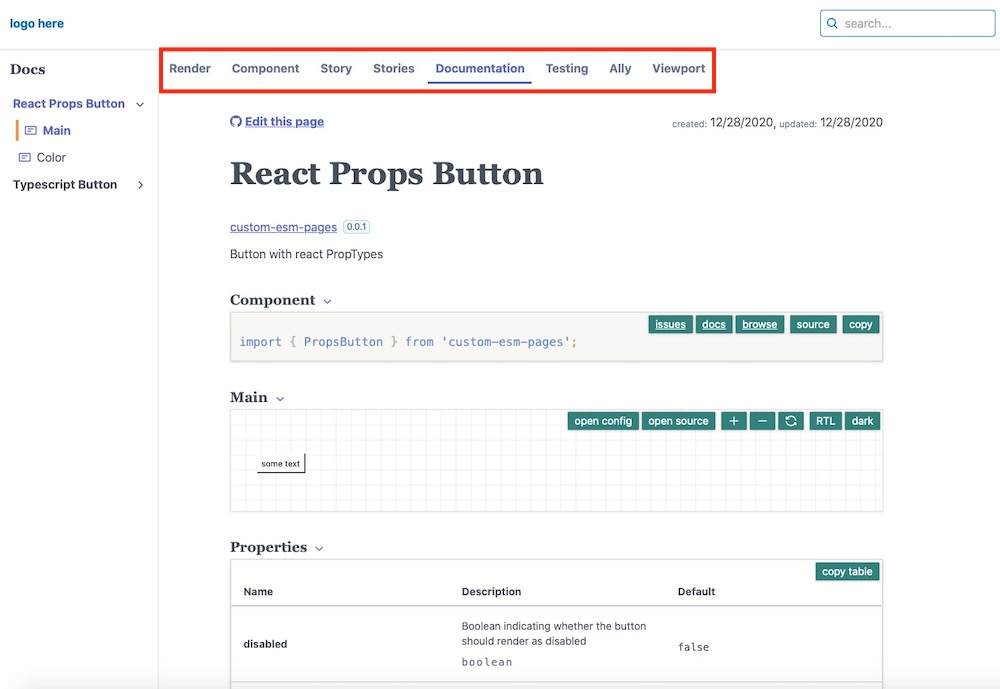 logo here
search...
Docs
Render Component Story Stories Documentation Testing Ally Viewport
React Props Button
Main
Color
Typescript Button
Edit this page
created: 12/28/2020, updated: 12/28/2020
React Props Button
custom-esm-pages 0.0.1
Button with react PropTypes
Component
issues docs browse source copy
import { PropsButton } from 'custom-esm-pages';
Main
open config open source + − RTL dark
some text
Properties
copy table
Name Description Default
disabled
Boolean indicating whether the button
should render as disabled
boolean
false